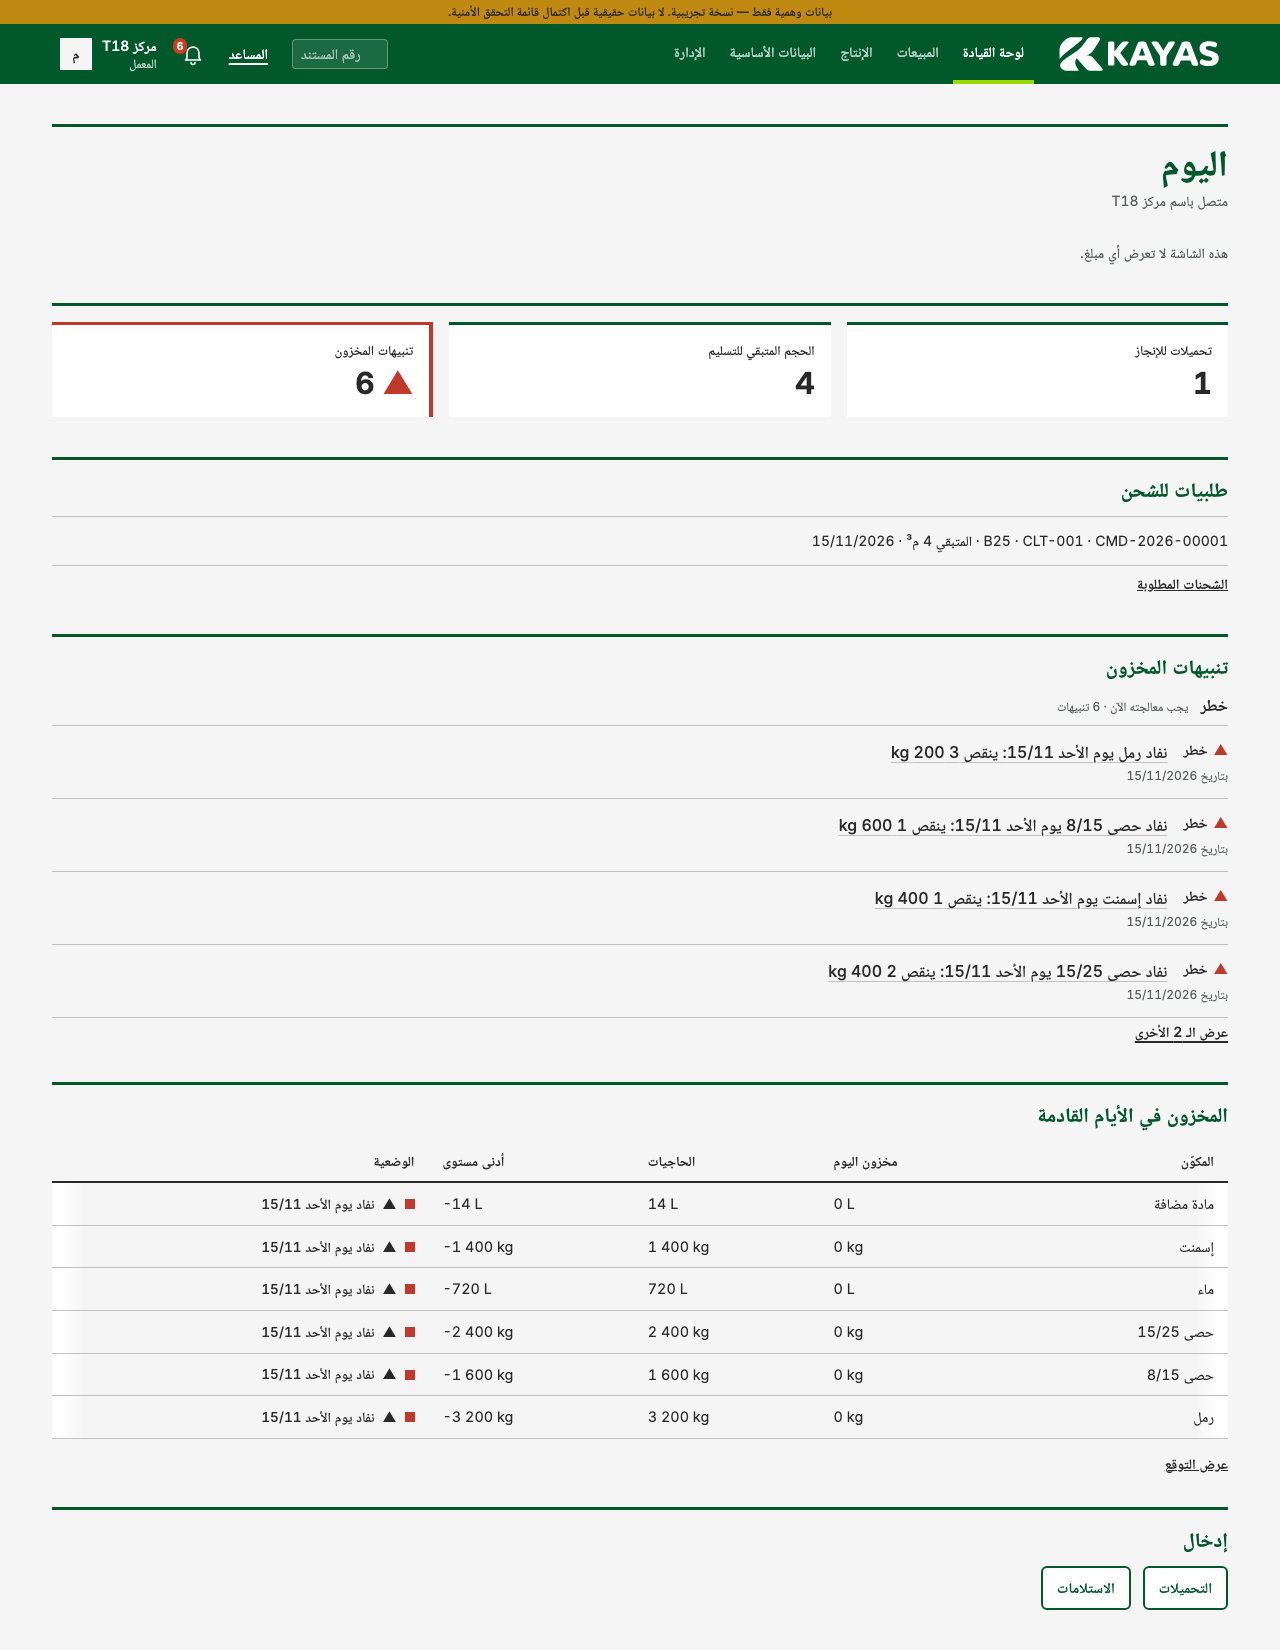 بيانات وهمية فقط — نسخة تجريبية. لا بيانات حقيقية قبل اكتمال قائمة التحقق الأمنية.
KAYAS
لوحة القيادة
المبيعات
الإنتاج
البيانات الأساسية
الإدارة
رقم المستند
المساعد
6
مركز T18
المعمل
م
اليوم
متصل باسم مركز T18
هذه الشاشة لا تعرض أي مبلغ.
تحميلات للإنجاز
1
الحجم المتبقي للتسليم
4
تنبيهات المخزون
▲ 6
طلبيات للشحن
CMD-2026-00001 · CLT-001 · B25 · المتبقي 4 م³ · 15/11/2026
الشحنات المطلوبة
تنبيهات المخزون
خطر يجب معالجته الآن · 6 تنبيهات
▲ خطر نفاد رمل يوم الأحد 15/11: ينقص 3 200 kg
بتاريخ 15/11/2026
▲ خطر نفاد حصى 8/15 يوم الأحد 15/11: ينقص 1 600 kg
بتاريخ 15/11/2026
▲ خطر نفاد إسمنت يوم الأحد 15/11: ينقص 1 400 kg
بتاريخ 15/11/2026
▲ خطر نفاد حصى 15/25 يوم الأحد 15/11: ينقص 2 400 kg
بتاريخ 15/11/2026
عرض الـ 2 الأخرى
المخزون في الأيام القادمة
المكوّن مخزون اليوم الحاجيات أدنى مستوى الوضعية
مادة مضافة 0 L 14 L -14 L ■ ▲ نفاد يوم الأحد 15/11
إسمنت 0 kg 1 400 kg -1 400 kg ■ ▲ نفاد يوم الأحد 15/11
ماء 0 L 720 L -720 L ■ ▲ نفاد يوم الأحد 15/11
حصى 15/25 0 kg 2 400 kg -2 400 kg ■ ▲ نفاد يوم الأحد 15/11
حصى 8/15 0 kg 1 600 kg -1 600 kg ■ ▲ نفاد يوم الأحد 15/11
رمل 0 kg 3 200 kg -3 200 kg ■ ▲ نفاد يوم الأحد 15/11
عرض التوقع
إدخال
التحميلات
الاستلامات